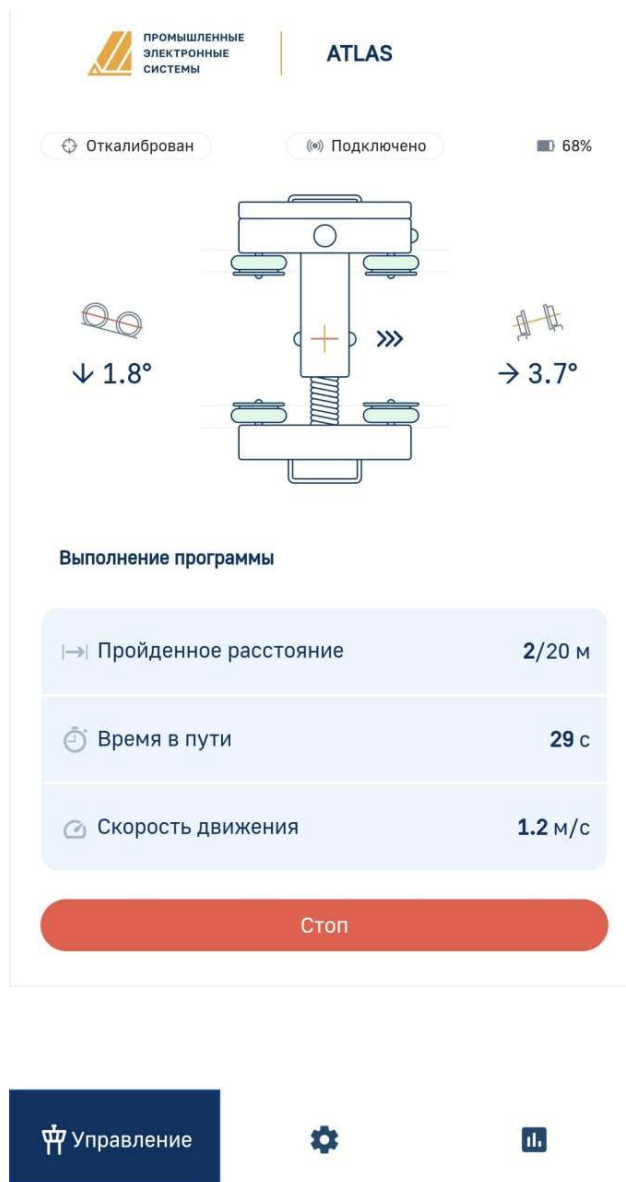 ПРОМЫШЛЕННЫЕ
ЭЛЕКТРОННЫЕ
СИСТЕМЫ
ATLAS
Откалиброван
Подключено
68%
↓ 1.8°
→ 3.7°
Выполнение программы
Пройденное расстояние 2/20 м
Время в пути 29 с
Скорость движения 1.2 м/с
Стоп
Управление